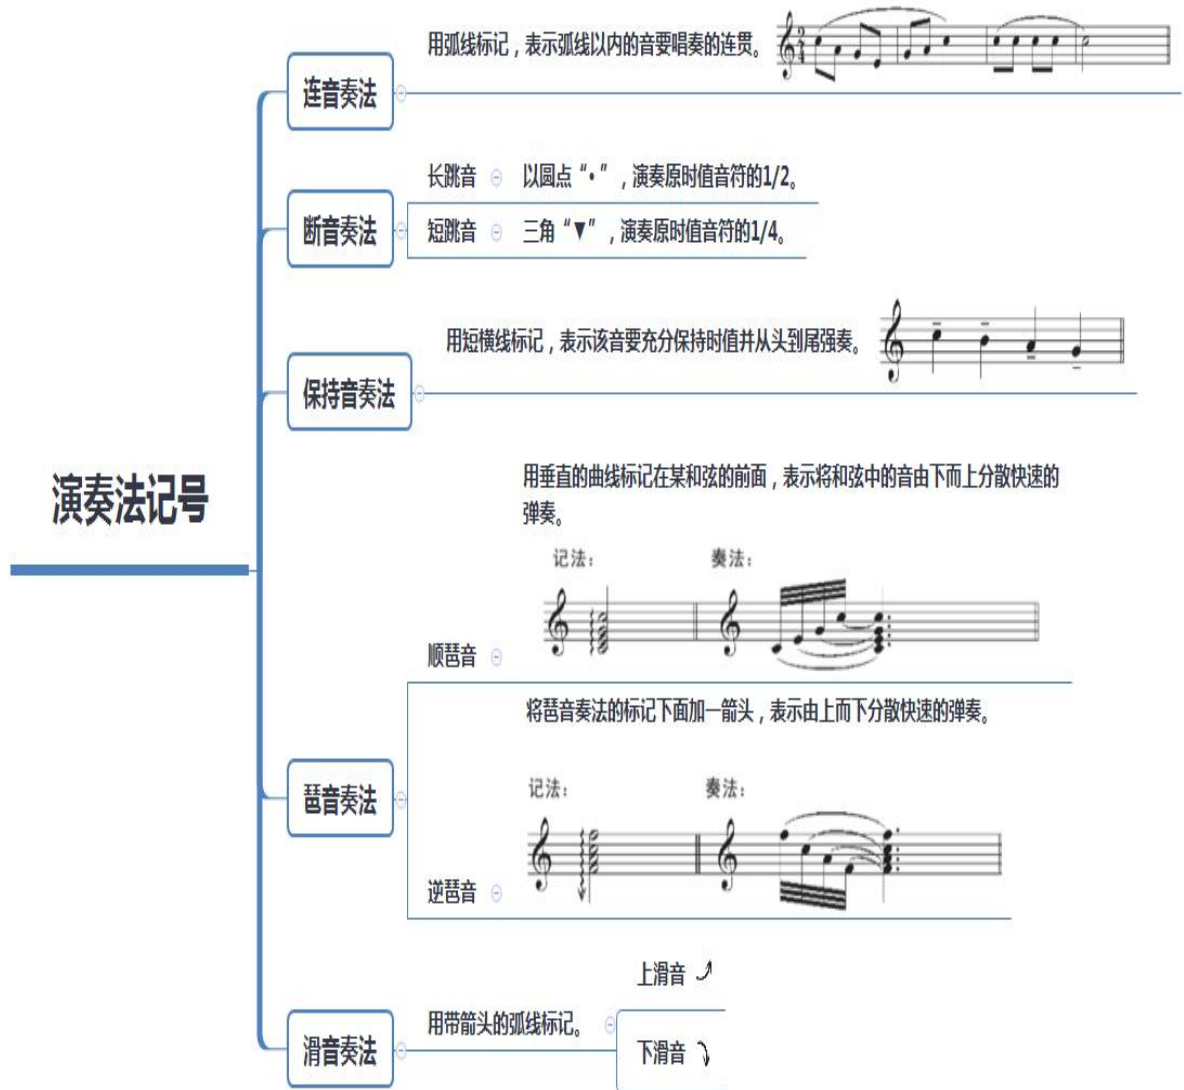 演奏法记号
连音奏法
用弧线标记，表示弧线以内的音要唱奏的连贯。
2
4
断音奏法
长跳音
以圆点“•”，演奏原时值音符的1/2。
短跳音
三角“▼”，演奏原时值音符的1/4。
保持音奏法
用短横线标记，表示该音要充分保持时值并从头到尾强奏。
琶音奏法
顺琶音
用垂直的曲线标记在某和弦的前面，表示将和弦中的音由下而上分散快速的
弹奏。
记法：
奏法：
逆琶音
将琶音奏法的标记下面加一箭头，表示由上而下分散快速的弹奏。
记法：
奏法：
滑音奏法
用带箭头的弧线标记。
上滑音
下滑音